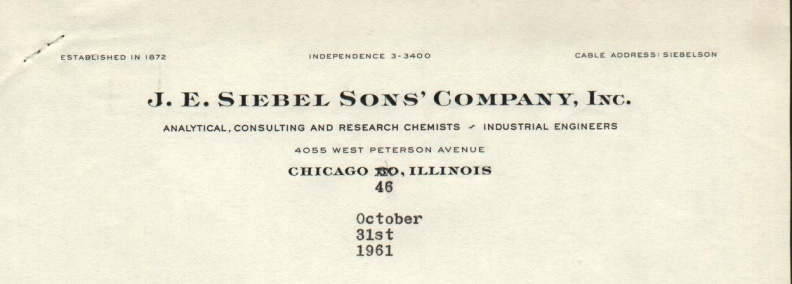 ESTABLISHED IN 1872 INDEPENDENCE 3-3400 CABLE ADDRESS: SIEBELSON
J. E. SIEBEL SONS' COMPANY, INC.
ANALYTICAL, CONSULTING AND RESEARCH CHEMISTS ~ INDUSTRIAL ENGINEERS
4055 WEST PETERSON AVENUE
CHICAGO , ILLINOIS
46
October
31st
1961